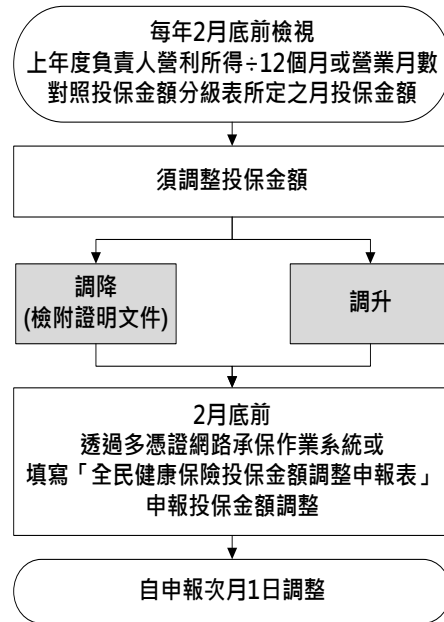 每年2月底前檢視
上年度負責人營利所得÷12個月或營業月數
對照投保金額分級表所定之月投保金額
須調整投保金額
調降
(檢附證明文件)
調升
2月底前
透過多憑證網路承保作業系統或
填寫「全民健康保險投保金額調整申報表」
申報投保金額調整
自申報次月1日調整